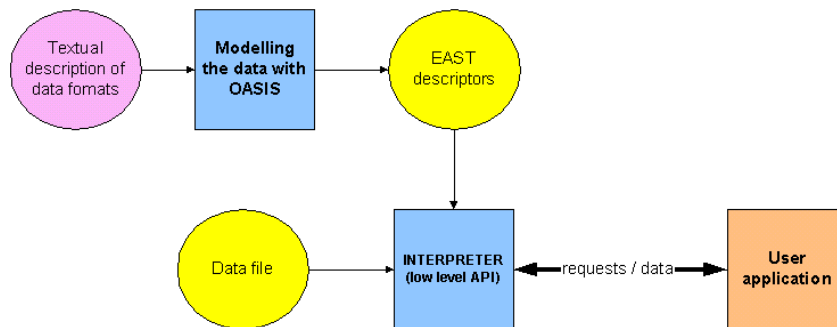 Textual
description of
data fomats
Modelling
the data with
OASIS
EAST
descriptors
Data file
INTERPRETER
(low level API)
requests / data
User
application